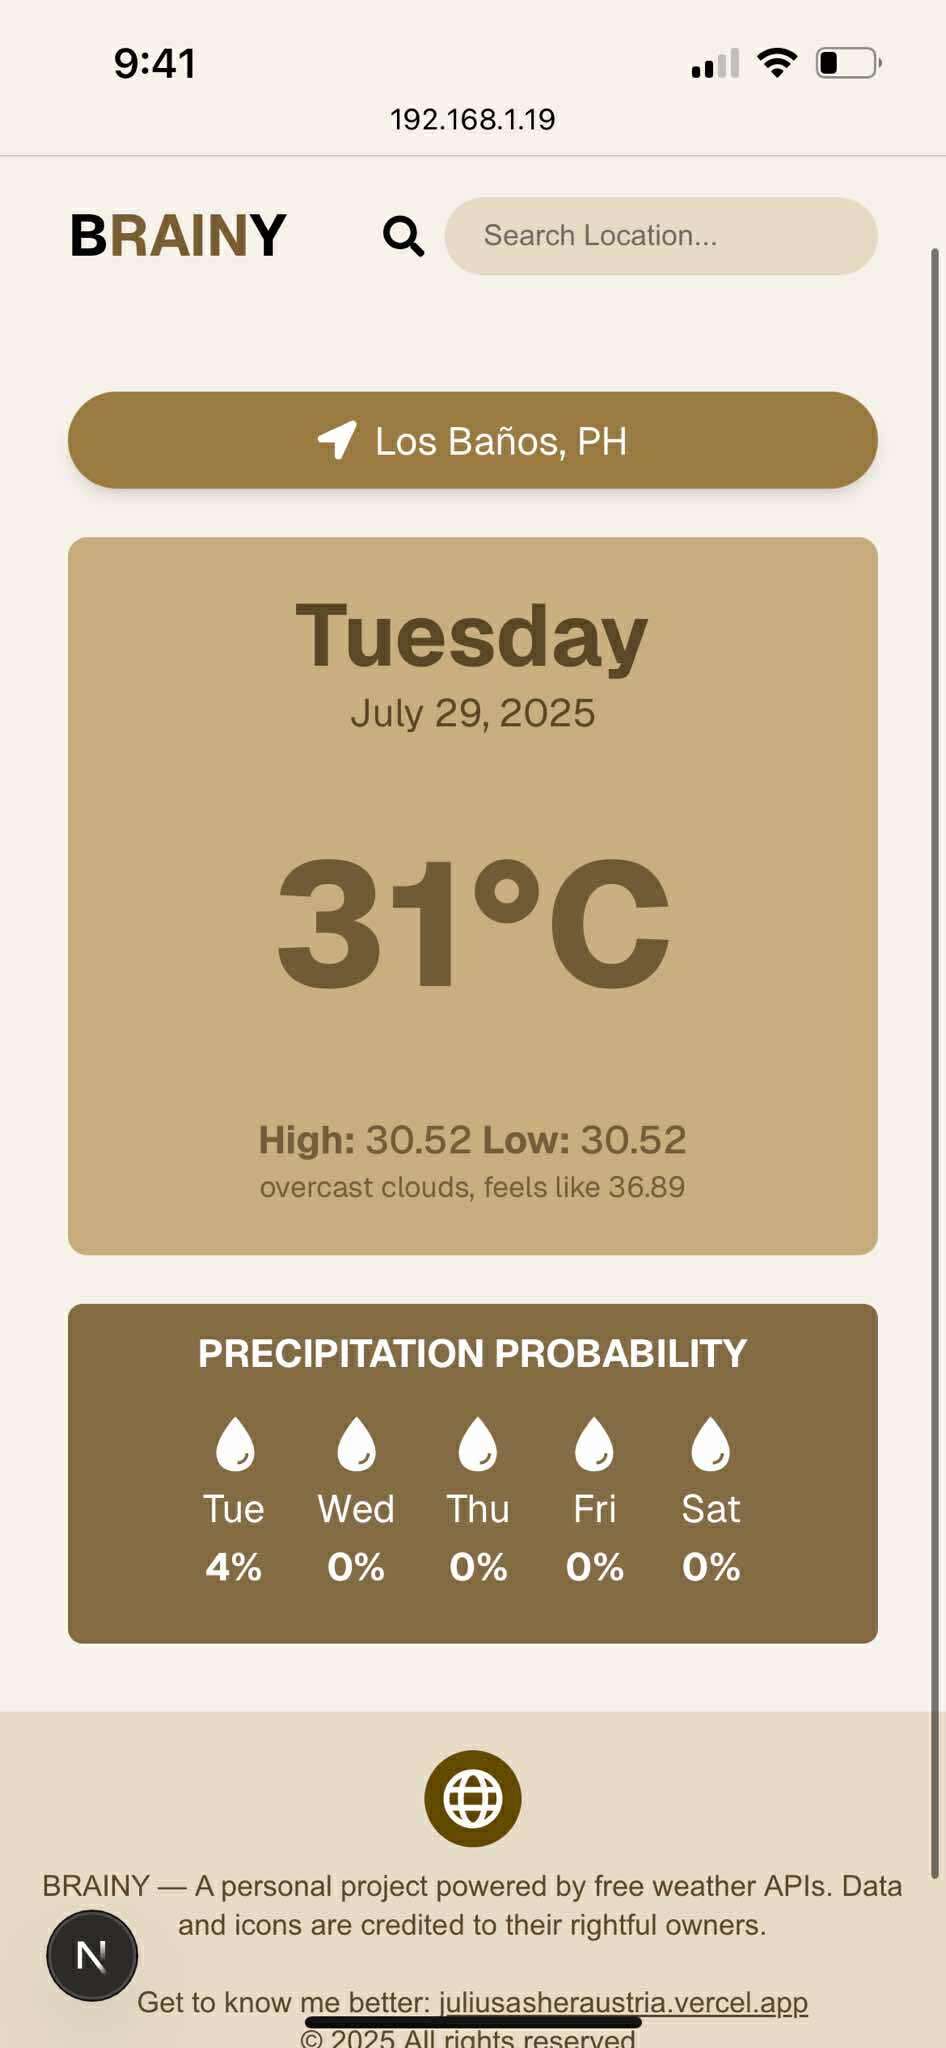 9:41
192.168.1.19
BRAINY
Search Location...
Los Baños, PH
Tuesday
July 29, 2025
31°C
High: 30.52 Low: 30.52
overcast clouds, feels like 36.89
PRECIPITATION PROBABILITY
Tue Wed Thu Fri Sat
4% 0% 0% 0% 0%
BRAINY — A personal project powered by free weather APIs. Data
and icons are credited to their rightful owners.
N
Get to know me better: juliusasheraustria.vercel.app
© 2025 All rights reserved